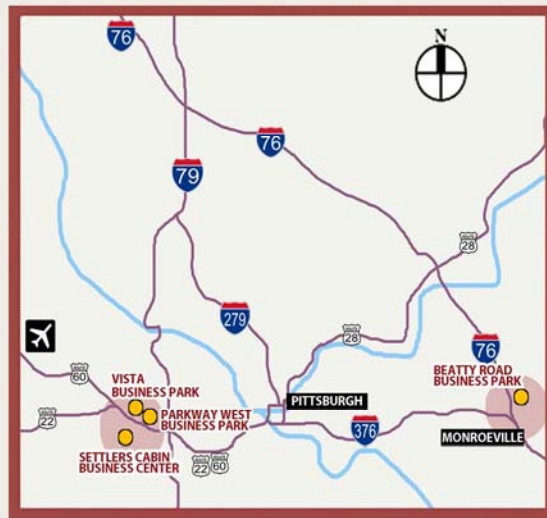 N
76
76
79
28
279
28
76
BEATTY ROAD
BUSINESS PARK
60
VISTA
BUSINESS PARK
PITTSBURGH
22
PARKWAY WEST
BUSINESS PARK
376
MONROEVILLE
SETTLERS CABIN
BUSINESS CENTER
22 60